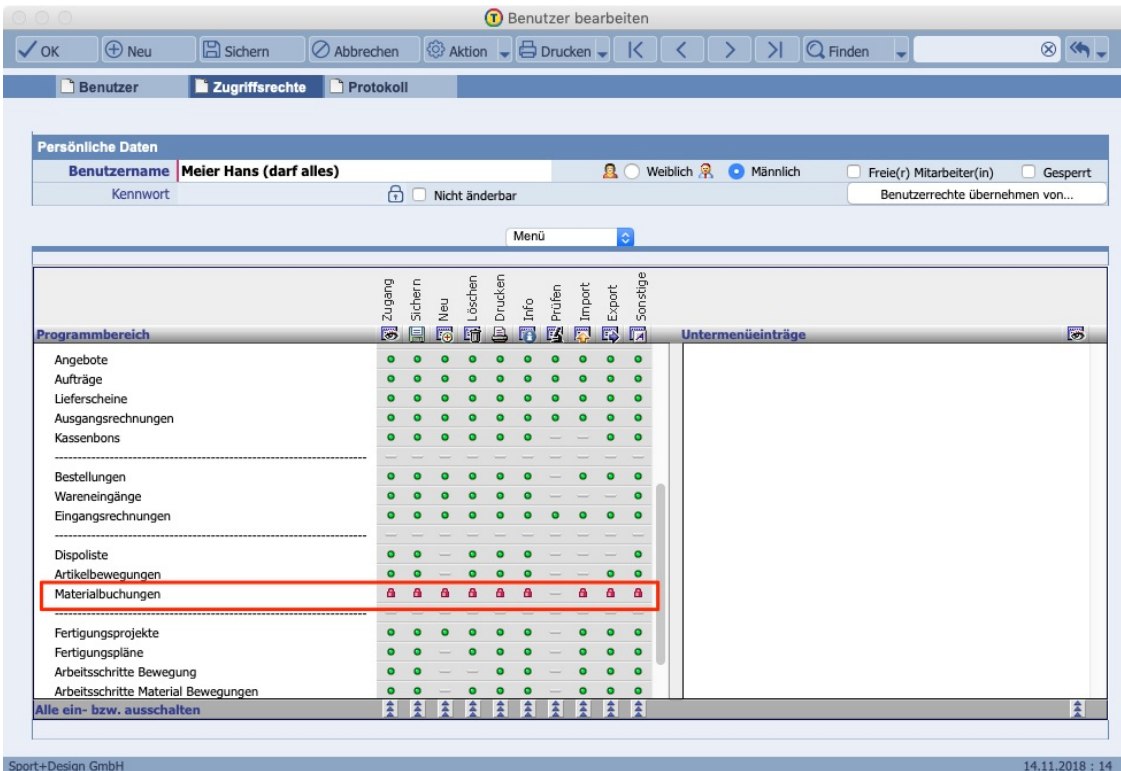 Benutzer bearbeiten
OK Neu Sichern Abbrechen Aktion Drucken Finden
Benutzer Zugriffsrechte Protokoll
Persönliche Daten
Benutzername Meier Hans (darf alles) Weiblich Männlich Freie(r) Mitarbeiter(in) Gesperrt
Kennwort Nicht änderbar Benutzerrechte übernehmen von...
Menü
Zugang Sichern Neu Löschen Drucken Info Prüfen Import Export Sonstige
Programmbereich Untermenüeinträge
Angebote
Aufträge
Lieferscheine
Ausgangsrechnungen
Kassenbons
Bestellungen
Wareneingänge
Eingangsrechnungen
Dispoliste
Artikelbewegungen
Materialbuchungen
Fertigungsprojekte
Fertigungspläne
Arbeitsschritte Bewegung
Arbeitsschritte Material Bewegungen
Alle ein- bzw. ausschalten
Sport+Design GmbH 14.11.2018 : 14